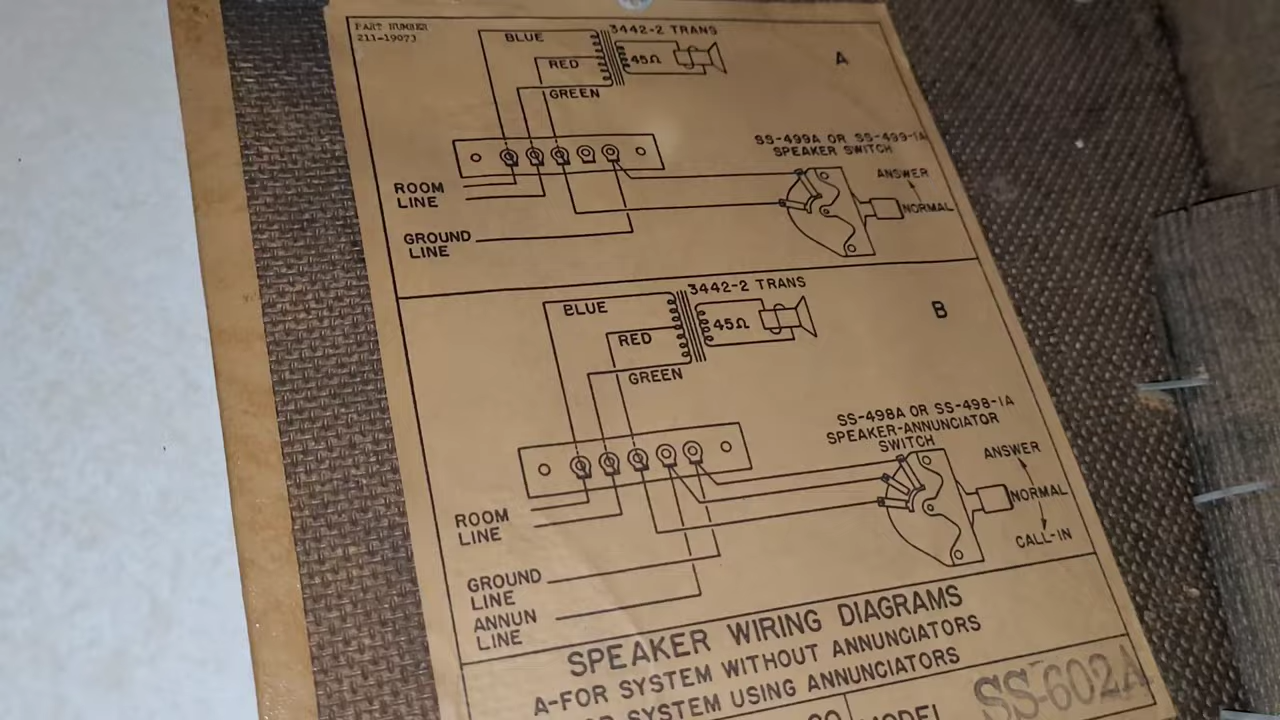 PART NUMBER
211-19073
BLUE
3442-2 TRANS
RED
45Ω
A
GREEN
SS-499A OR SS-499-1A
SPEAKER SWITCH
ANSWER
NORMAL
ROOM
LINE
GROUND
LINE
BLUE
3442-2 TRANS
RED
45Ω
B
GREEN
SS-498A OR SS-498-1A
SPEAKER-ANNUNCIATOR
SWITCH
ANSWER
NORMAL
CALL-IN
ROOM
LINE
GROUND
LINE
ANNUN
LINE
SPEAKER WIRING DIAGRAMS
A-FOR SYSTEM WITHOUT ANNUNCIATORS
SYSTEM USING ANNUNCIATORS
MODEL SS-602A